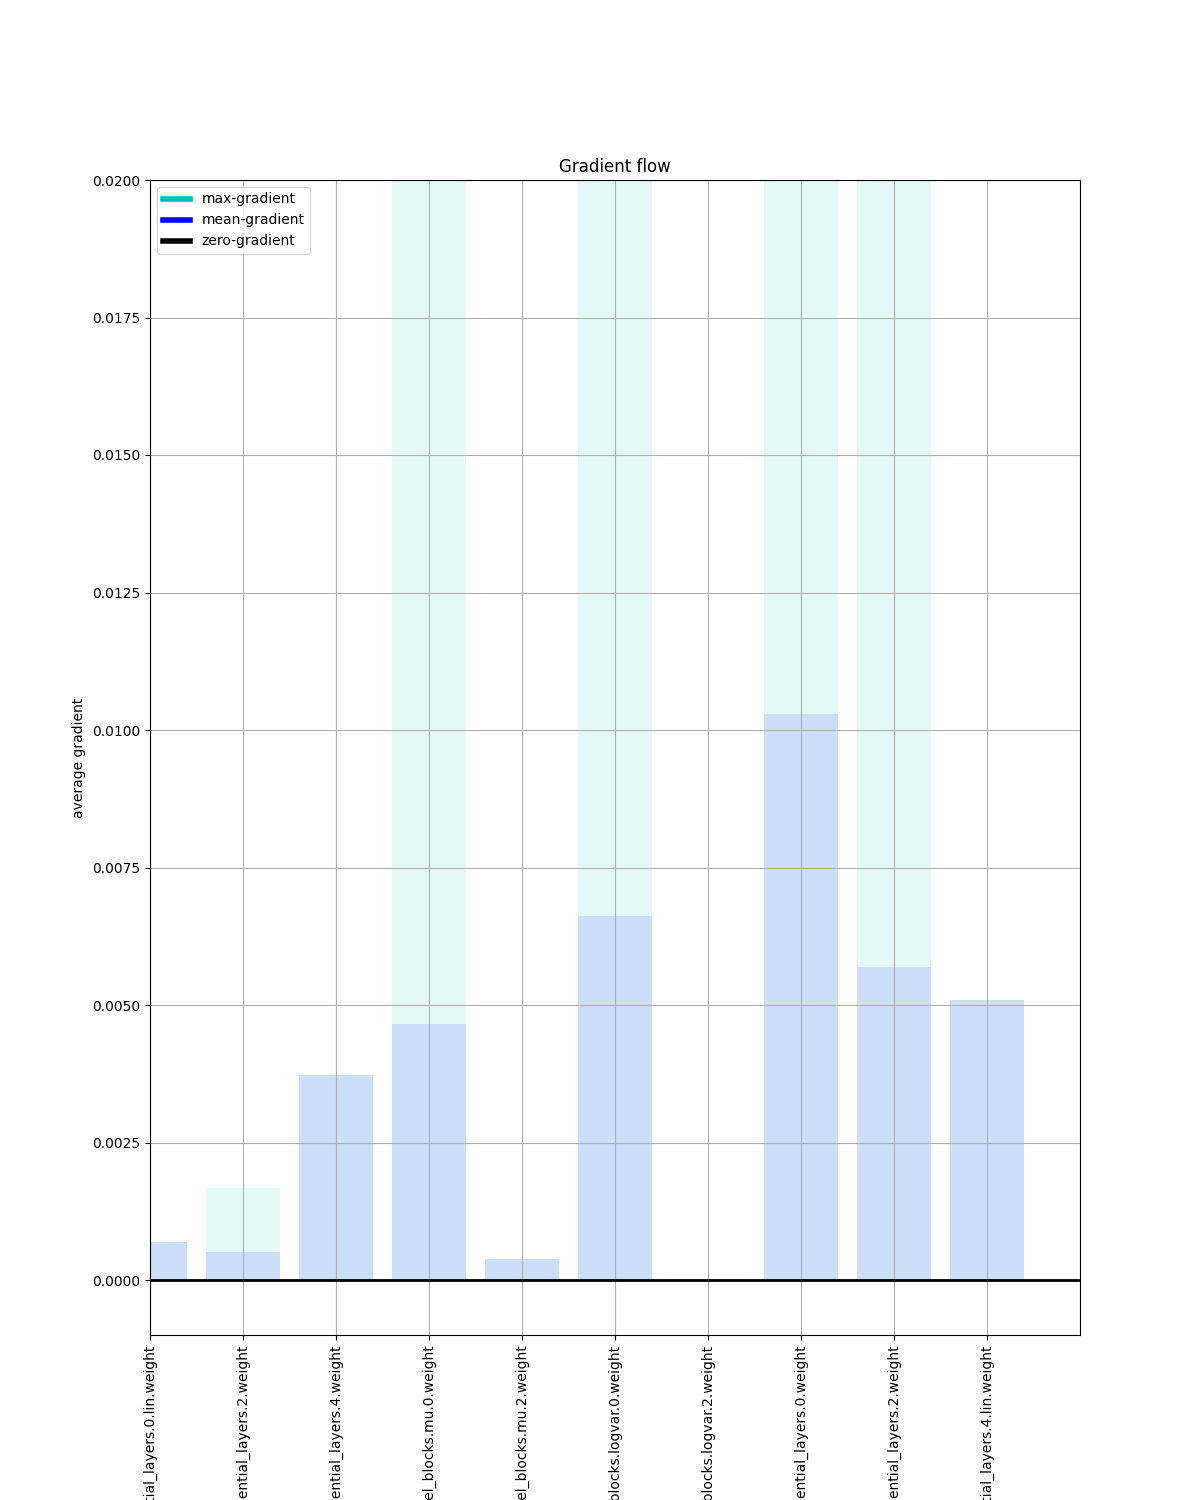 Gradient flow
max-gradient
mean-gradient
zero-gradient
0.0200
0.0175
0.0150
0.0125
0.0100
0.0075
0.0050
0.0025
0.0000
average gradient
tial_layers.0.lin.weight
ential_layers.2.weight
ential_layers.4.weight
el_blocks.mu.0.weight
el_blocks.mu.2.weight
blocks.logvar.0.weight
blocks.logvar.2.weight
ential_layers.0.weight
ential_layers.2.weight
tial_layers.4.lin.weight